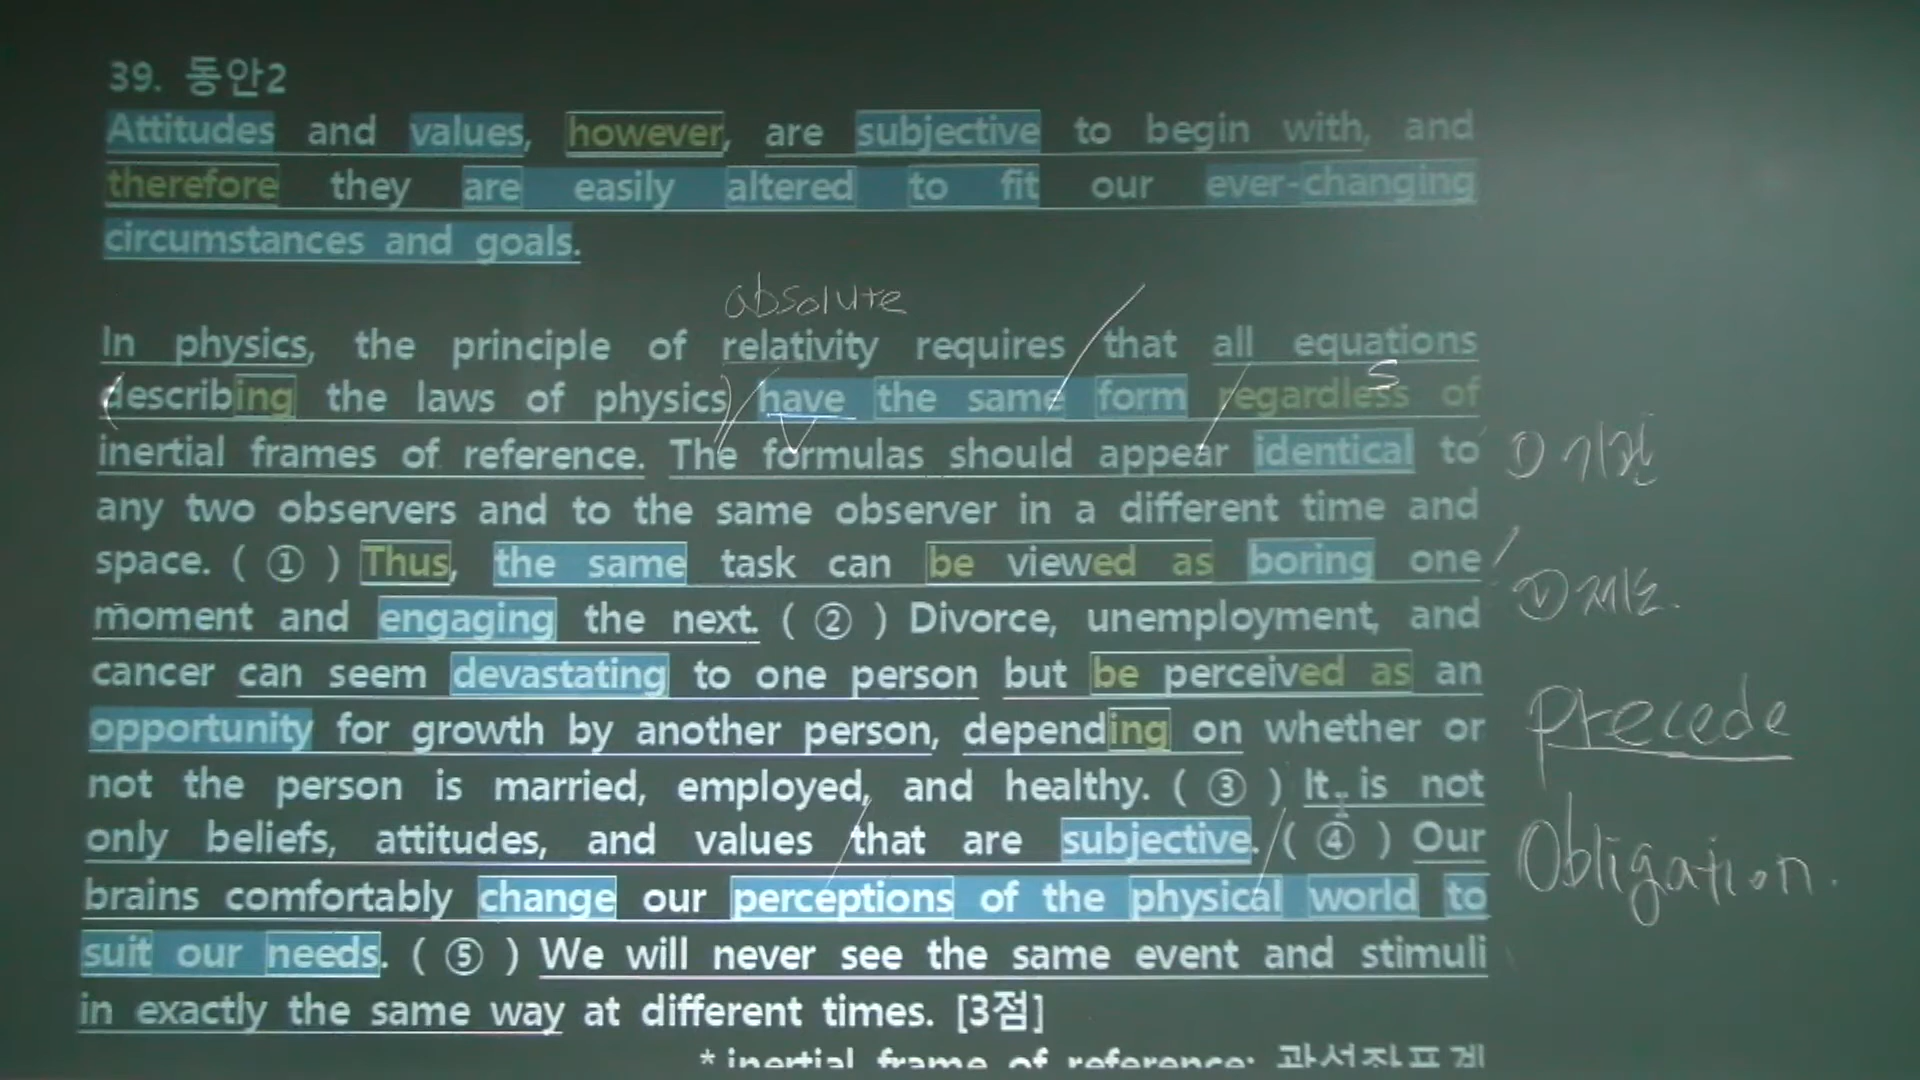 39. 동안2
Attitudes and values, however, are subjective to begin with, and
therefore they are easily altered to fit our ever-changing
circumstances and goals.
absolute
In physics, the principle of relativity requires that all equations
describing the laws of physics have the same form regardless of
s
inertial frames of reference. The formulas should appear identical to
any two observers and to the same observer in a different time and
space. ( ① ) Thus, the same task can be viewed as boring one
moment and engaging the next. ( ② ) Divorce, unemployment, and
cancer can seem devastating to one person but be perceived as an
opportunity for growth by another person, depending on whether or
not the person is married, employed, and healthy. ( ③ ) It is not
only beliefs, attitudes, and values that are subjective. ( ④ ) Our
brains comfortably change our perceptions of the physical world to
suit our needs. ( ⑤ ) We will never see the same event and stimuli
in exactly the same way at different times. [3점]
* inertial frame of reference: 관성좌표계
precede
Obligation.